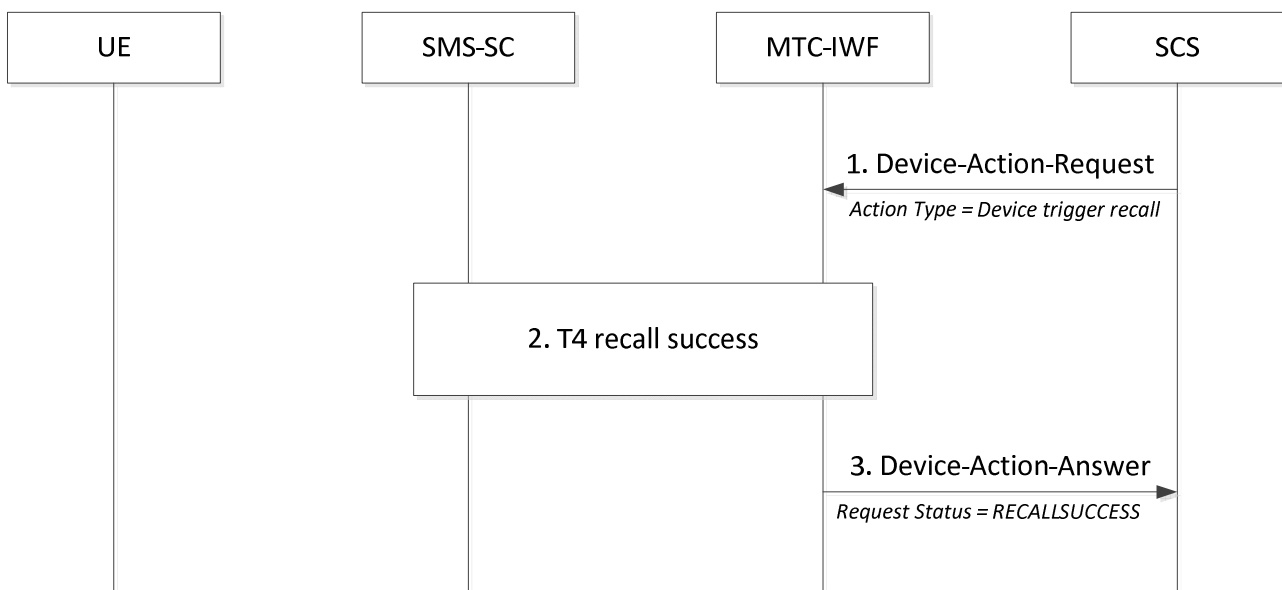 UE
SMS-SC
MTC-IWF
SCS
1. Device-Action-Request
Action Type = Device trigger recall
2. T4 recall success
3. Device-Action-Answer
Request Status = RECALLSUCCESS